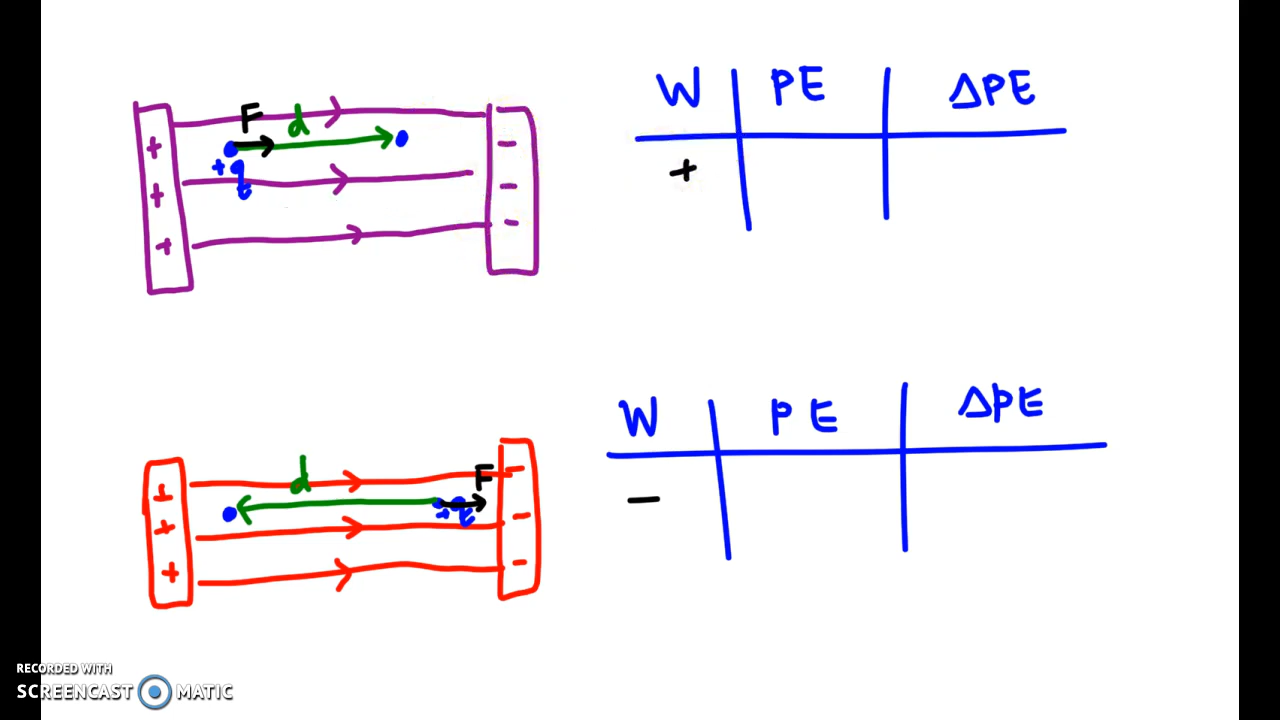 F d
+q
+ -
+ -
+ -
W PE ΔPE
+
d F
+q
+ -
+ -
+ -
W PE ΔPE
-
RECORDED WITH
SCREENCAST MATIC